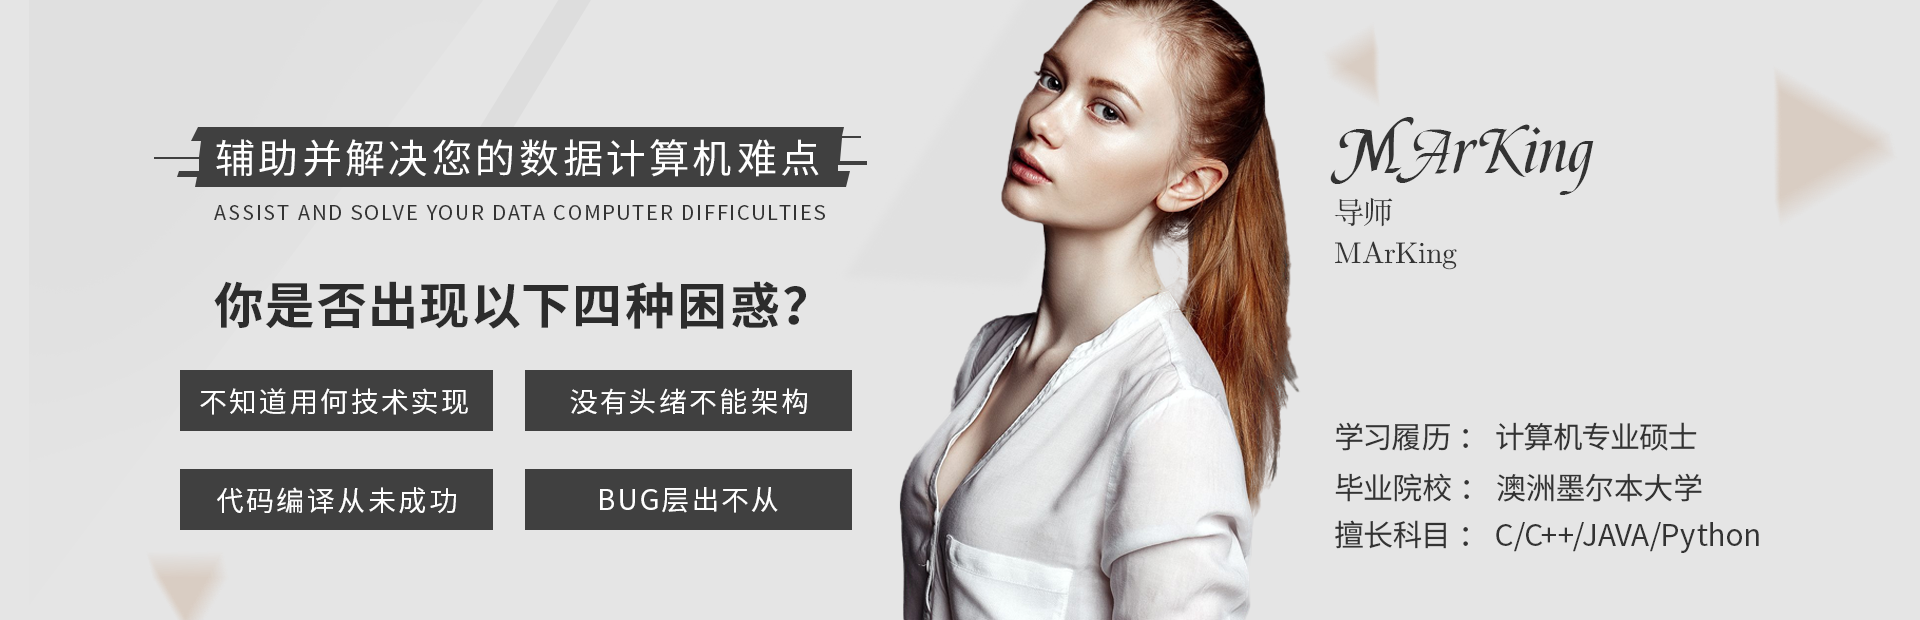 辅助并解决您的数据计算机难点
ASSIST AND SOLVE YOUR DATA COMPUTER DIFFICULTIES
你是否出现以下四种困惑？
不知道用何技术实现
没有头绪不能架构
代码编译从未成功
BUG层出不从
MArKing
导师
MArKing
学习履历： 计算机专业硕士
毕业院校： 澳洲墨尔本大学
擅长科目： C/C++/JAVA/Python